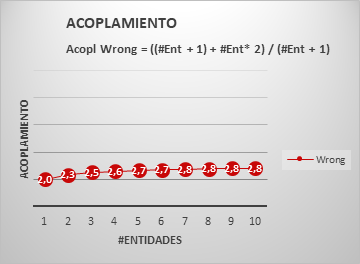 ACOPLAMIENTO
Acopl Wrong = ((#Ent + 1) + #Ent* 2) / (#Ent + 1)
ACOPLAMIENTO
2,0 2,3 2,5 2,6 2,7 2,7 2,8 2,8 2,8 2,8
Wrong
1 2 3 4 5 6 7 8 9 10
#ENTIDADES